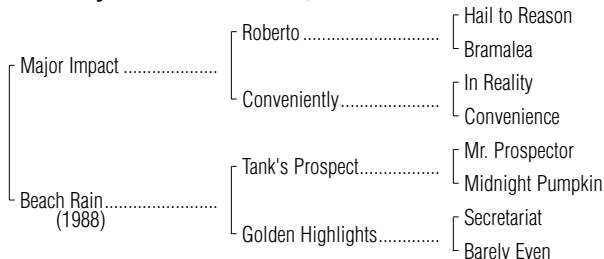 Hail to Reason
Roberto ..............................
Bramalea
Major Impact ....................
In Reality
Conveniently.....................
Convenience
Mr. Prospector
Tank's Prospect.................
Midnight Pumpkin
Beach Rain........................
(1988)
Secretariat
Golden Highlights.............
Barely Even